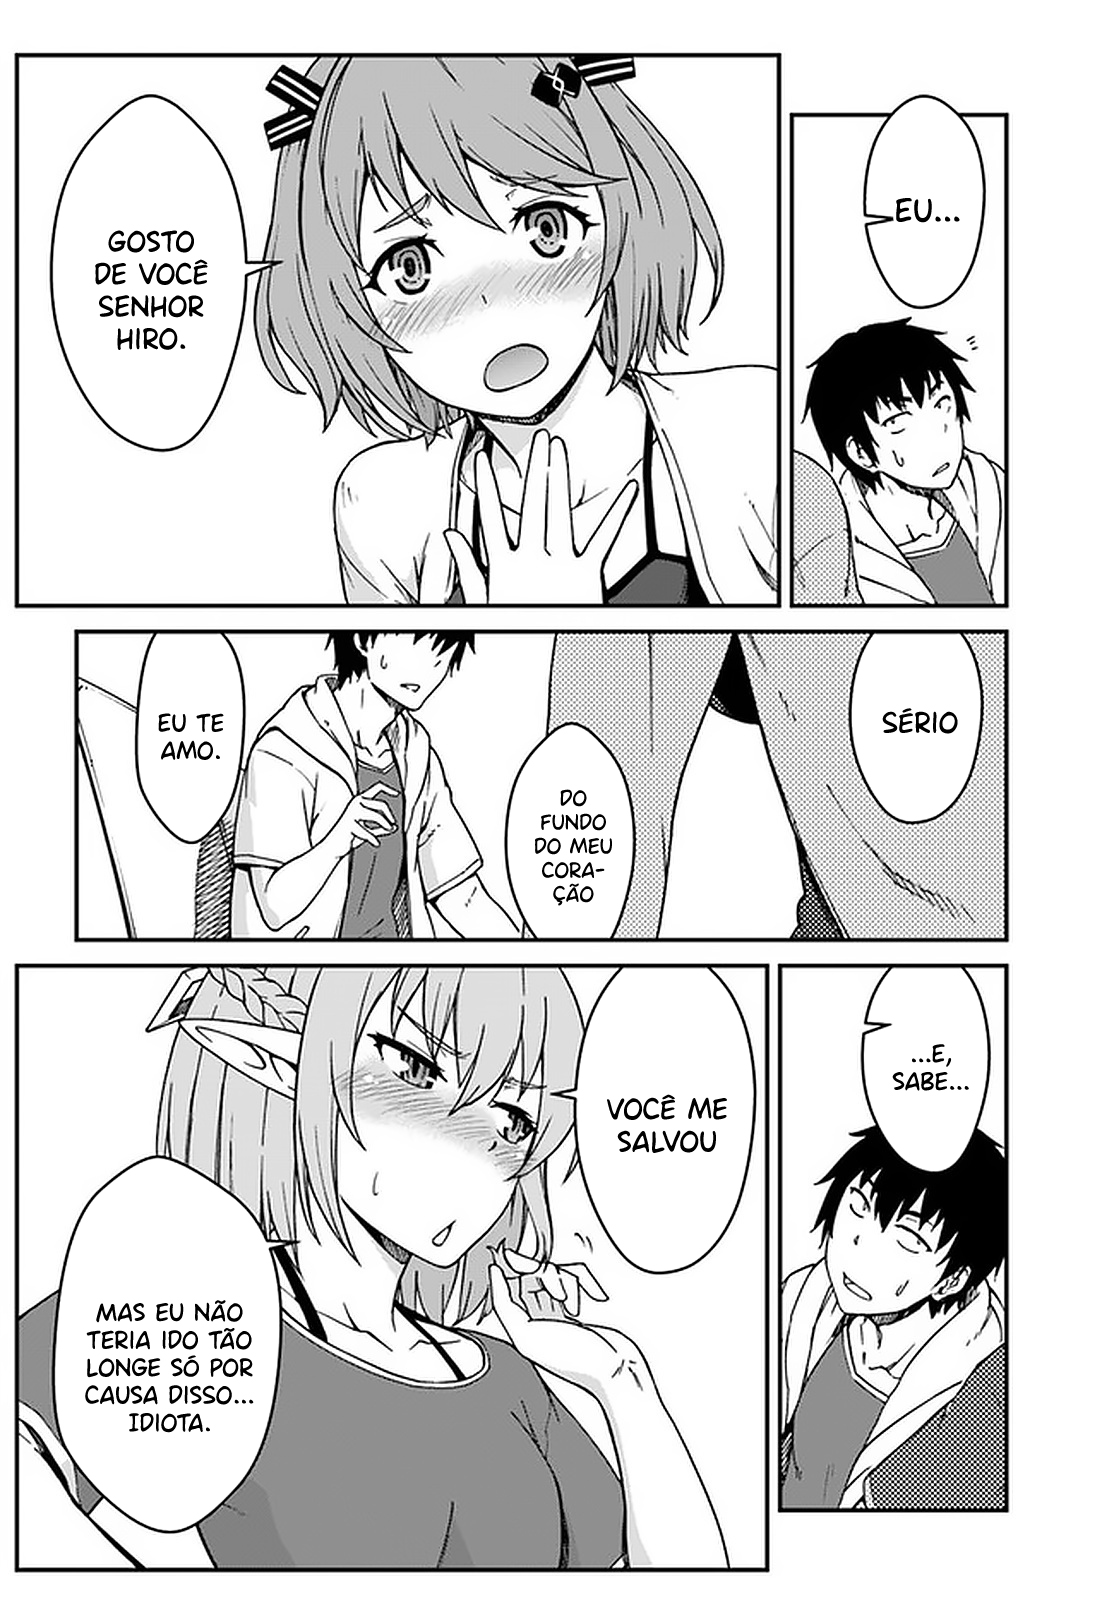 EU...
GOSTO
DE VOCÊ
SENHOR
HIRO.
SÉRIO
DO
FUNDO
DO MEU
CORA-
ÇÃO
EU TE
AMO.
...E,
SABE...
VOCÊ ME
SALVOU
MAS EU NÃO
TERIA IDO TÃO
LONGE SÓ POR
CAUSA DISSO...
IDIOTA.